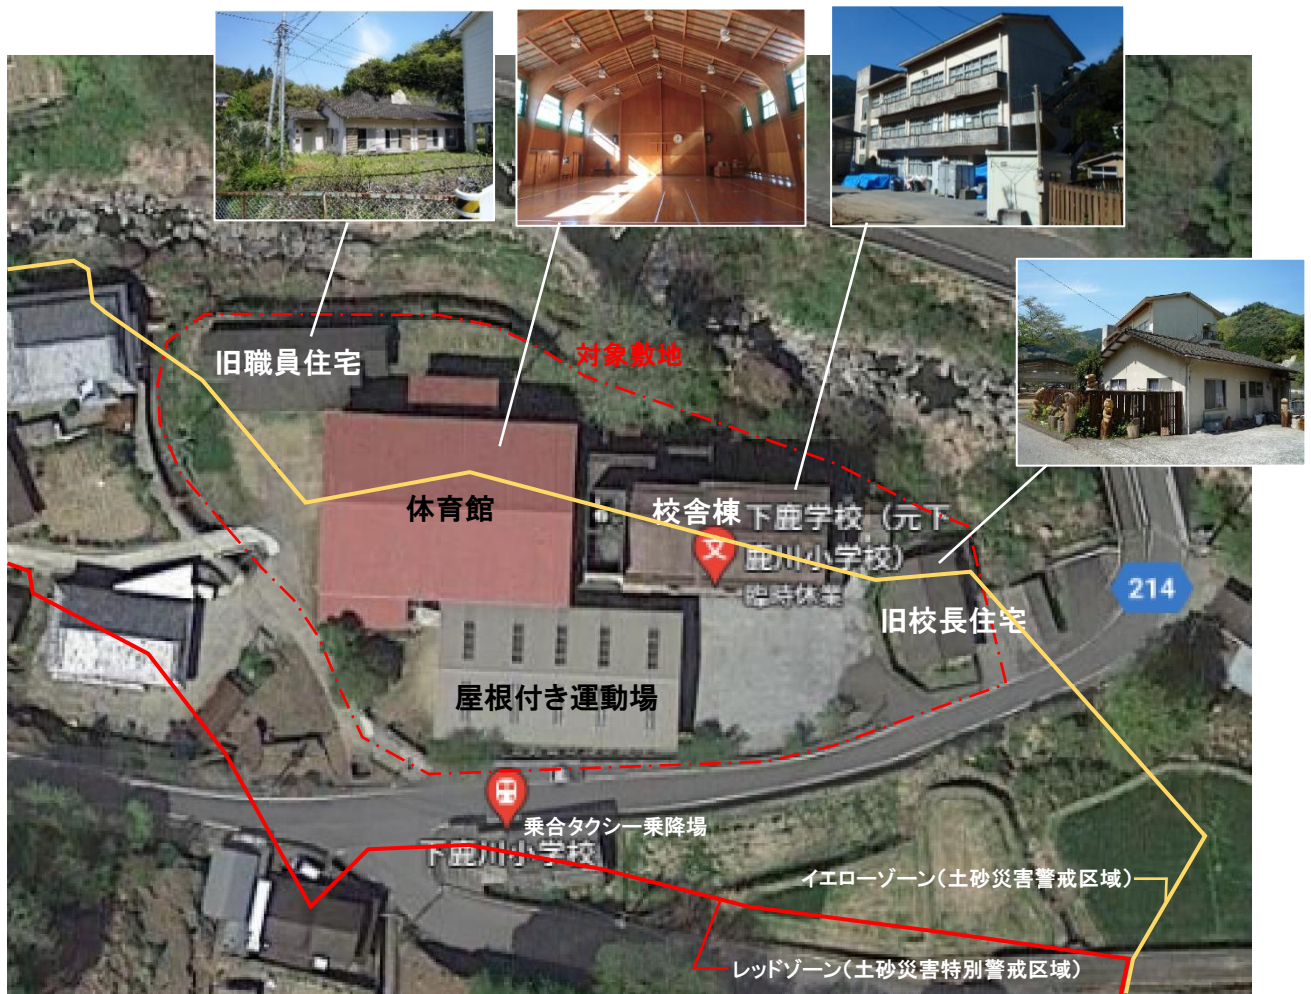 旧職員住宅
対象敷地
体育館
校舎棟
下鹿学校（元下
鹿川小学校）
臨時休業
文
旧校長住宅
214
屋根付き運動場
乗合タクシー乗降場
下鹿川小学校
イエローゾーン（土砂災害警戒区域）
レッドゾーン（土砂災害特別警戒区域）